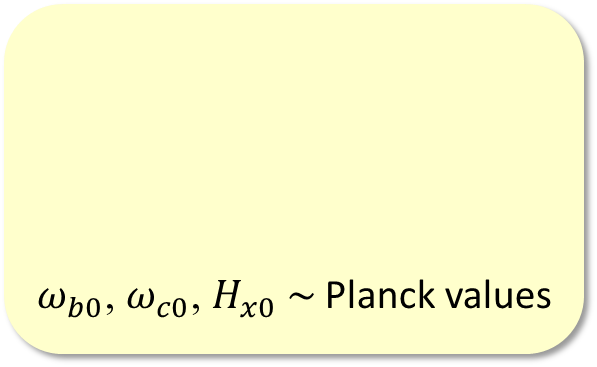 ω_{b0}, ω_{c0}, H_{x0} ~ Planck values